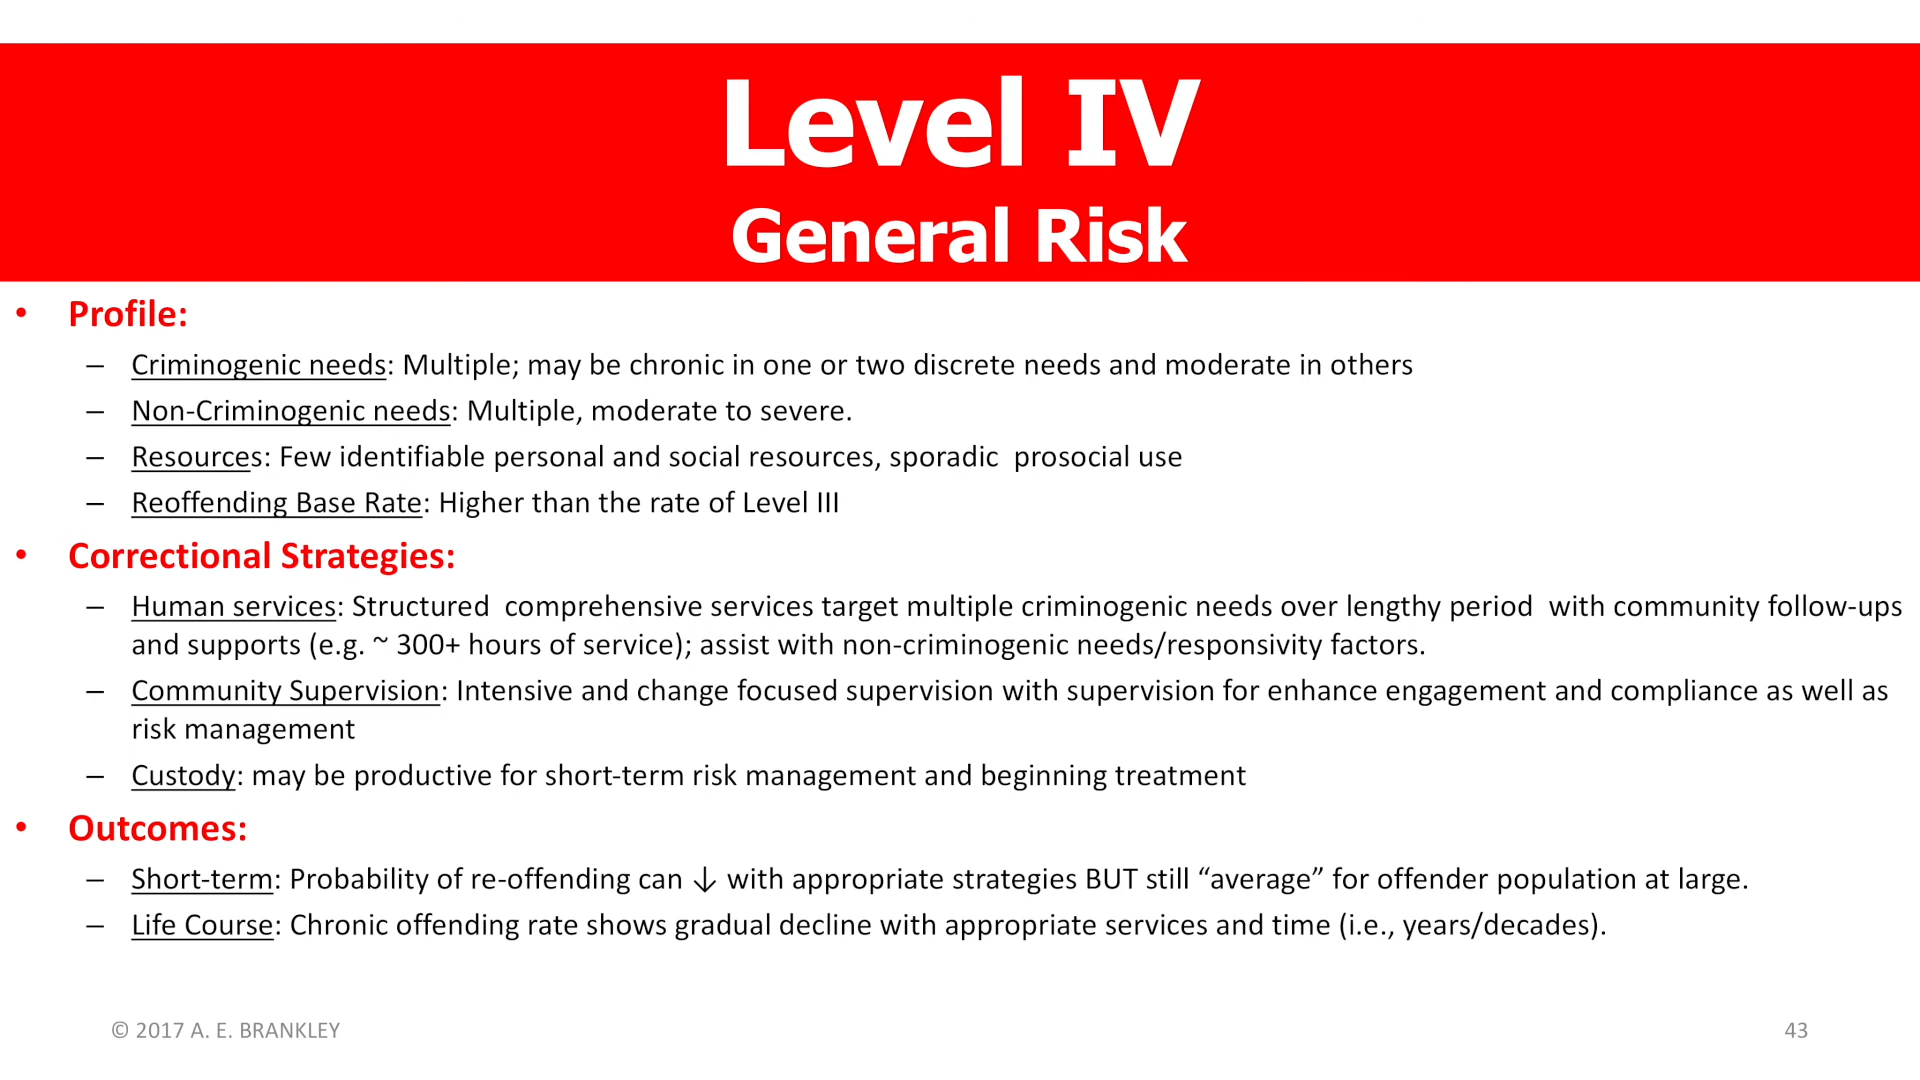 Level IV
General Risk
• Profile:
– Criminogenic needs: Multiple; may be chronic in one or two discrete needs and moderate in others
– Non-Criminogenic needs: Multiple, moderate to severe.
– Resources: Few identifiable personal and social resources, sporadic  prosocial use
– Reoffending Base Rate: Higher than the rate of Level III
• Correctional Strategies:
– Human services: Structured  comprehensive services target multiple criminogenic needs over lengthy period  with community follow-ups
and supports (e.g. ~ 300+ hours of service); assist with non-criminogenic needs/responsivity factors.
– Community Supervision: Intensive and change focused supervision with supervision for enhance engagement and compliance as well as
risk management
– Custody: may be productive for short-term risk management and beginning treatment
• Outcomes:
– Short-term: Probability of re-offending can ↓ with appropriate strategies BUT still “average” for offender population at large.
– Life Course: Chronic offending rate shows gradual decline with appropriate services and time (i.e., years/decades).
© 2017 A. E. BRANKLEY
43